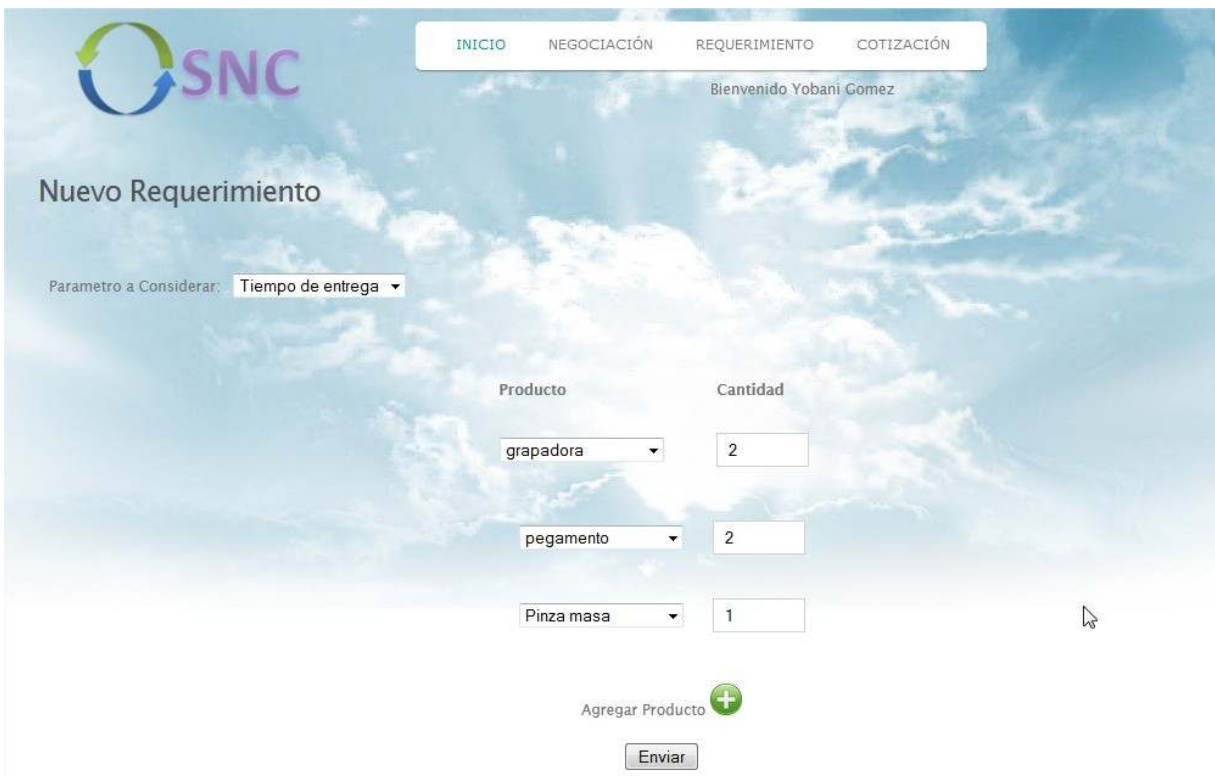 SNC
INICIO NEGOCIACIÓN REQUERIMIENTO COTIZACIÓN
Bienvenido Yobani Gomez
Nuevo Requerimiento
Parametro a Considerar: Tiempo de entrega
Producto Cantidad
grapadora 2
pegamento 2
Pinza masa 1
Agregar Producto
Enviar